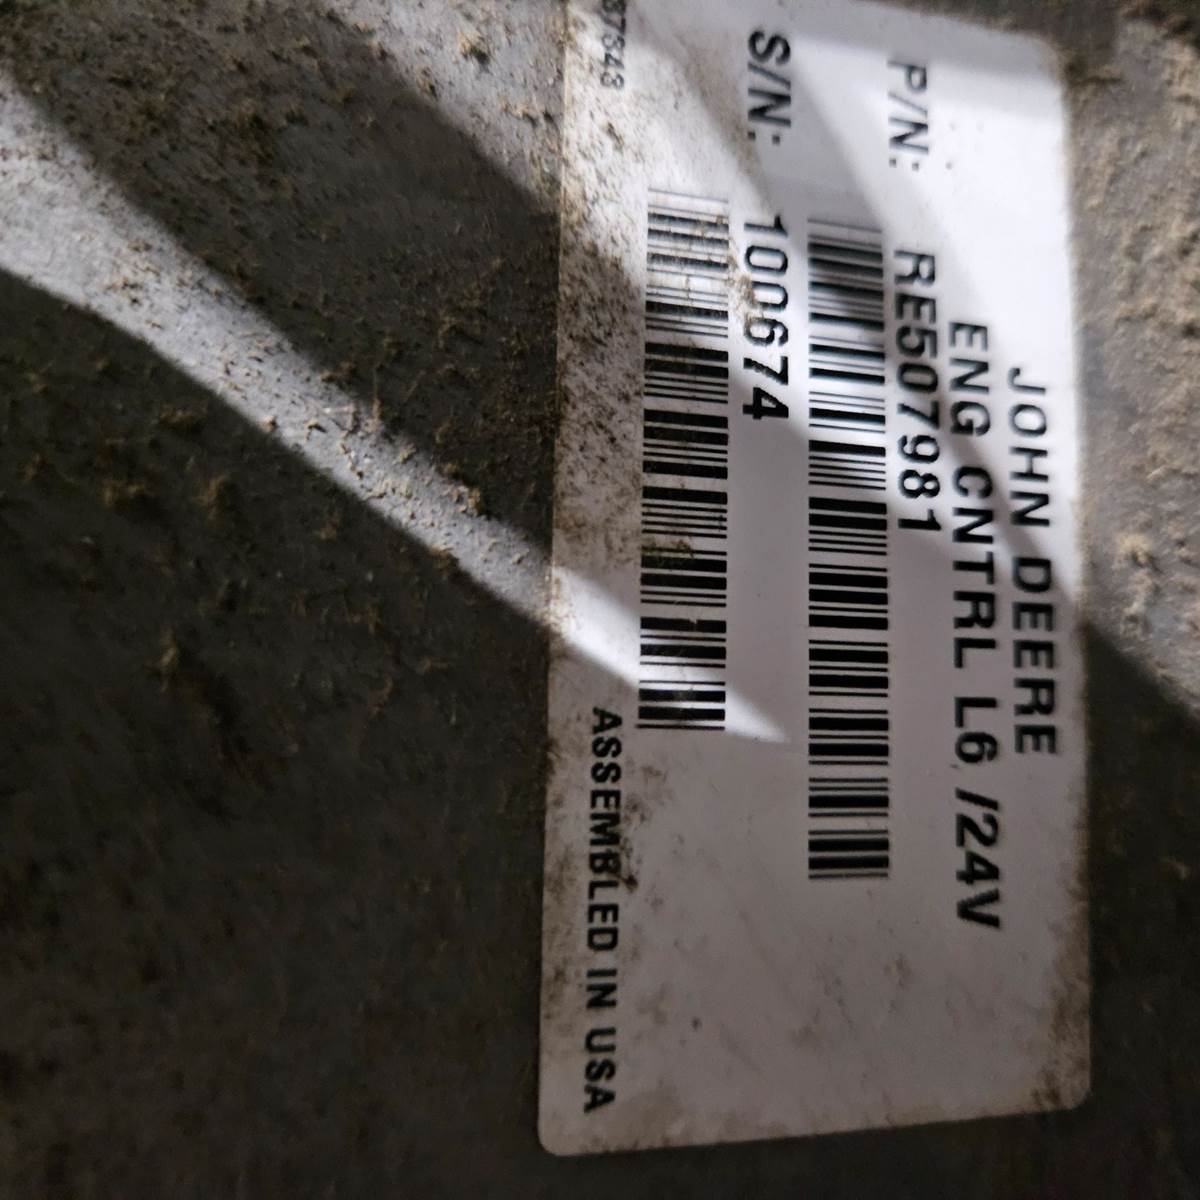 JOHN DEERE
ENG CNTRL L6 /24V
P/N: RE507981
S/N: 100674
ASSEMBLED IN USA